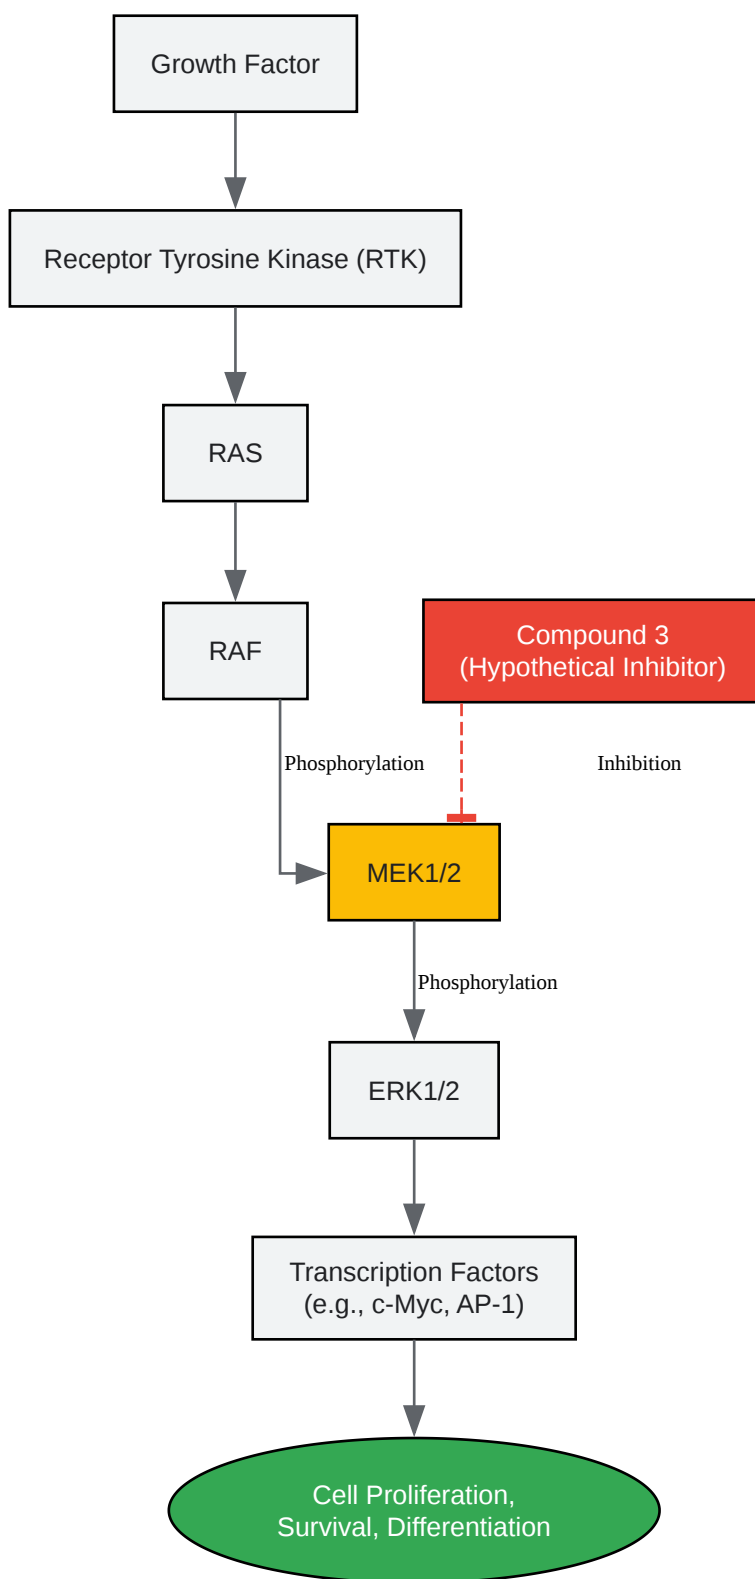 Growth Factor
Receptor Tyrosine Kinase (RTK)
RAS
RAF
Compound 3
(Hypothetical Inhibitor)
Phosphorylation
Inhibition
MEK1/2
Phosphorylation
ERK1/2
Transcription Factors
(e.g., c-Myc, AP-1)
Cell Proliferation,
Survival, Differentiation